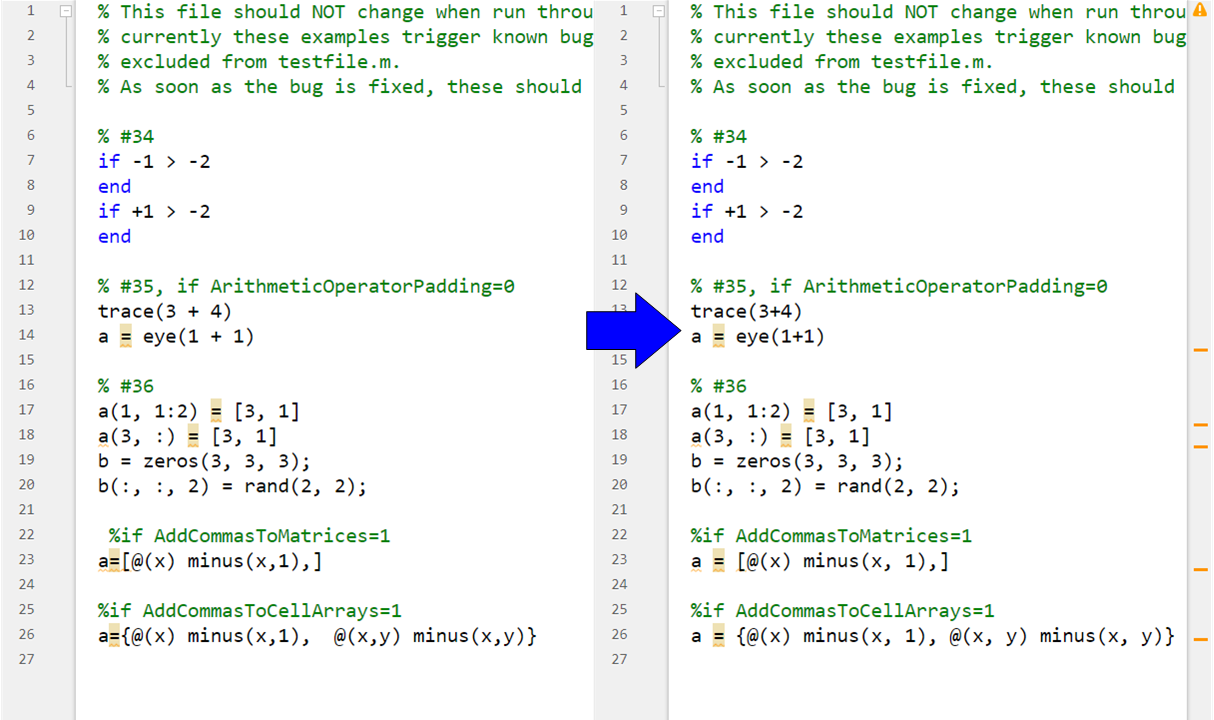 1 % This file should NOT change when run throu
2 % currently these examples trigger known bug
3 % excluded from testfile.m.
4 % As soon as the bug is fixed, these should
5
6 % #34
7 if -1 > -2
8 end
9 if +1 > -2
10 end
11
12 % #35, if ArithmeticOperatorPadding=0
13 trace(3 + 4)
14 a = eye(1 + 1)
15
16 % #36
17 a(1, 1:2) = [3, 1]
18 a(3, :) = [3, 1]
19 b = zeros(3, 3, 3);
20 b(:, :, 2) = rand(2, 2);
21
22 %if AddCommasToMatrices=1
23 a=[@(x) minus(x,1),]
24
25 %if AddCommasToCellArrays=1
26 a={@(x) minus(x,1),  @(x,y) minus(x,y)}
27
1 % This file should NOT change when run throu
2 % currently these examples trigger known bug
3 % excluded from testfile.m.
4 % As soon as the bug is fixed, these should
5
6 % #34
7 if -1 > -2
8 end
9 if +1 > -2
10 end
11
12 % #35, if ArithmeticOperatorPadding=0
13 trace(3+4)
a = eye(1+1)
15
16 % #36
17 a(1, 1:2) = [3, 1]
18 a(3, :) = [3, 1]
19 b = zeros(3, 3, 3);
20 b(:, :, 2) = rand(2, 2);
21
22 %if AddCommasToMatrices=1
23 a = [@(x) minus(x, 1),]
24
25 %if AddCommasToCellArrays=1
26 a = {@(x) minus(x, 1), @(x, y) minus(x, y)}
27